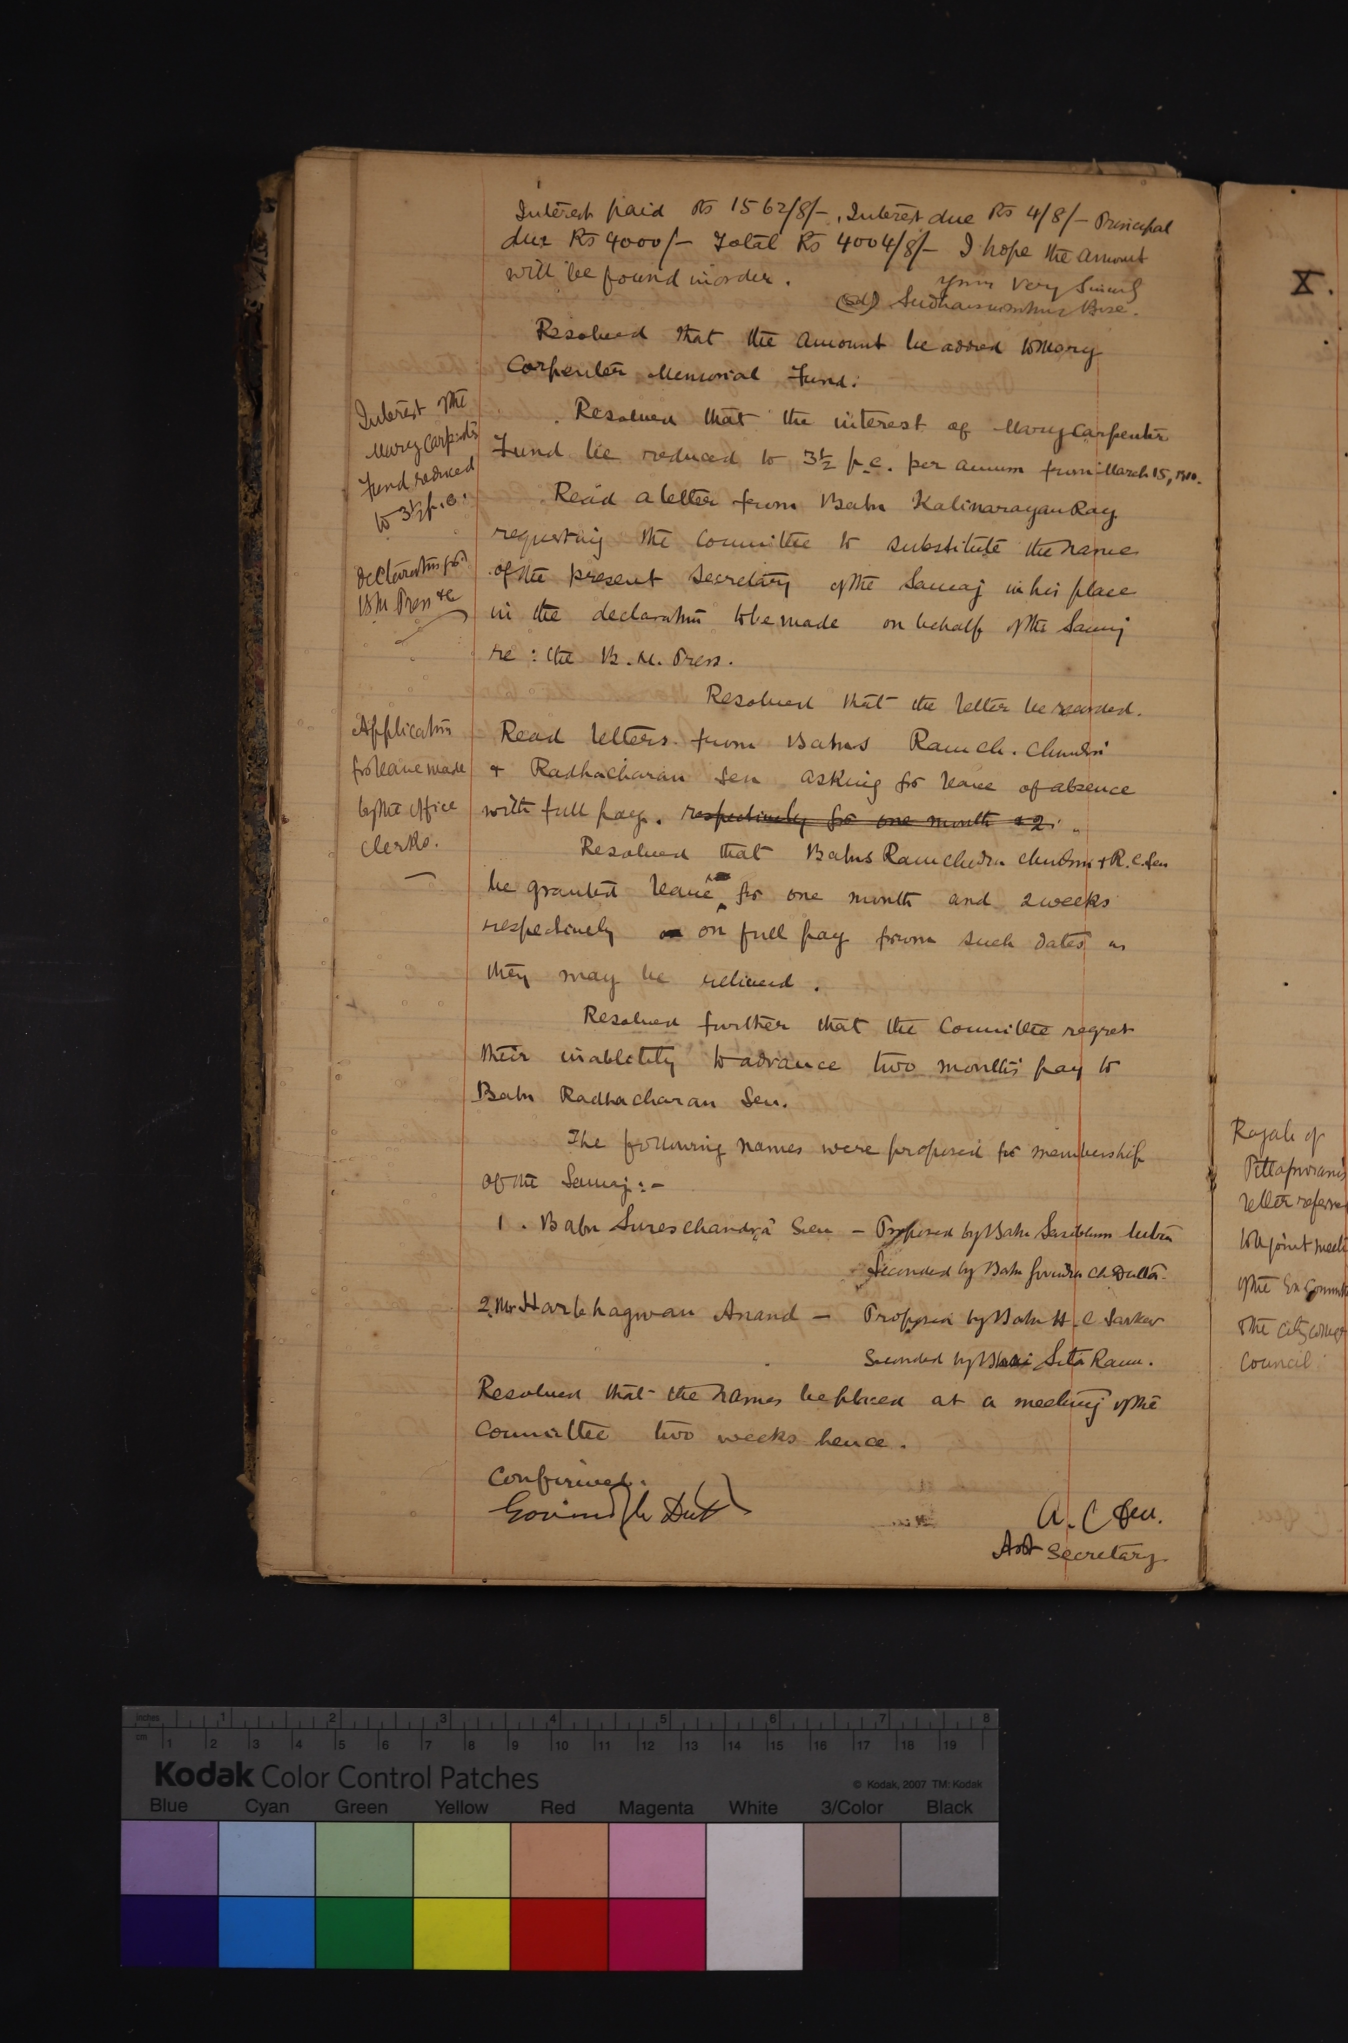 Interest paid Rs 1562/8/-, Interest due Rs 4/8/- Principal
due Rs 4000/- Total Rs 4004/8/- I hope the amount
will be found in order.
Yours Very Sincerely
(Sd)
Resolved that the amount be added to Mary
Carpenter Memorial Fund.
Interest of the
Mary Carpenter
Fund reduced
to 3½ p.c.
Resolved that the interest of Mary Carpenter
Fund be reduced to 3½ p.c. per annum from March 15, 1910.
Declaration for
B M Press &c
Read a letter from Babu Kalinarayan Ray
requesting the Committee to substitute the name
of the present Secretary of the Samaj in his place
in the declaration to be made on behalf of the Samaj
re: the B. M. Press.
Resolved that the letter be recorded.
Application
for leave made
by the office
clerks.
Read letters from Babus Ram Ch.
& Radhacharan Sen asking for leave of absence
with full pay. respectively for one month & 2
Resolved that Babus Ramchedra & R. C. Sen
be granted leave for one month and 2 weeks
respectively on full pay from such dates as
they may be relieved.
Resolved further that the Committee regret
their inabletity to advance two months' pay to
Babu Radhacharan Sen.
The following names were proposed for membership
of the Samaj:-
1. Babu Sureschandra Sen - Proposed by Babu
Seconded by Babu Govinda Ch Dutta.
2. Mr Harbhagwan Anand - Proposed by Babu H. C Sarkar
Seconded by Bhai Sita Ram.
Resolved that the names be placed at a meeting of the
Committee two weeks hence.
Confirmed.
Govind Ch Dutt
A. C Sen.
Asst Secretary
X.
Rajah of
letter referred
to a joint meeti
of the Ex Committ
& the City College
Council.
inches 1 2 3 4 5 6 7 8
cm 1 2 3 4 5 6 7 8 9 10 11 12 13 14 15 16 17 18 19
Kodak Color Control Patches
© Kodak, 2007 TM: Kodak
Blue Cyan Green Yellow Red Magenta White 3/Color Black